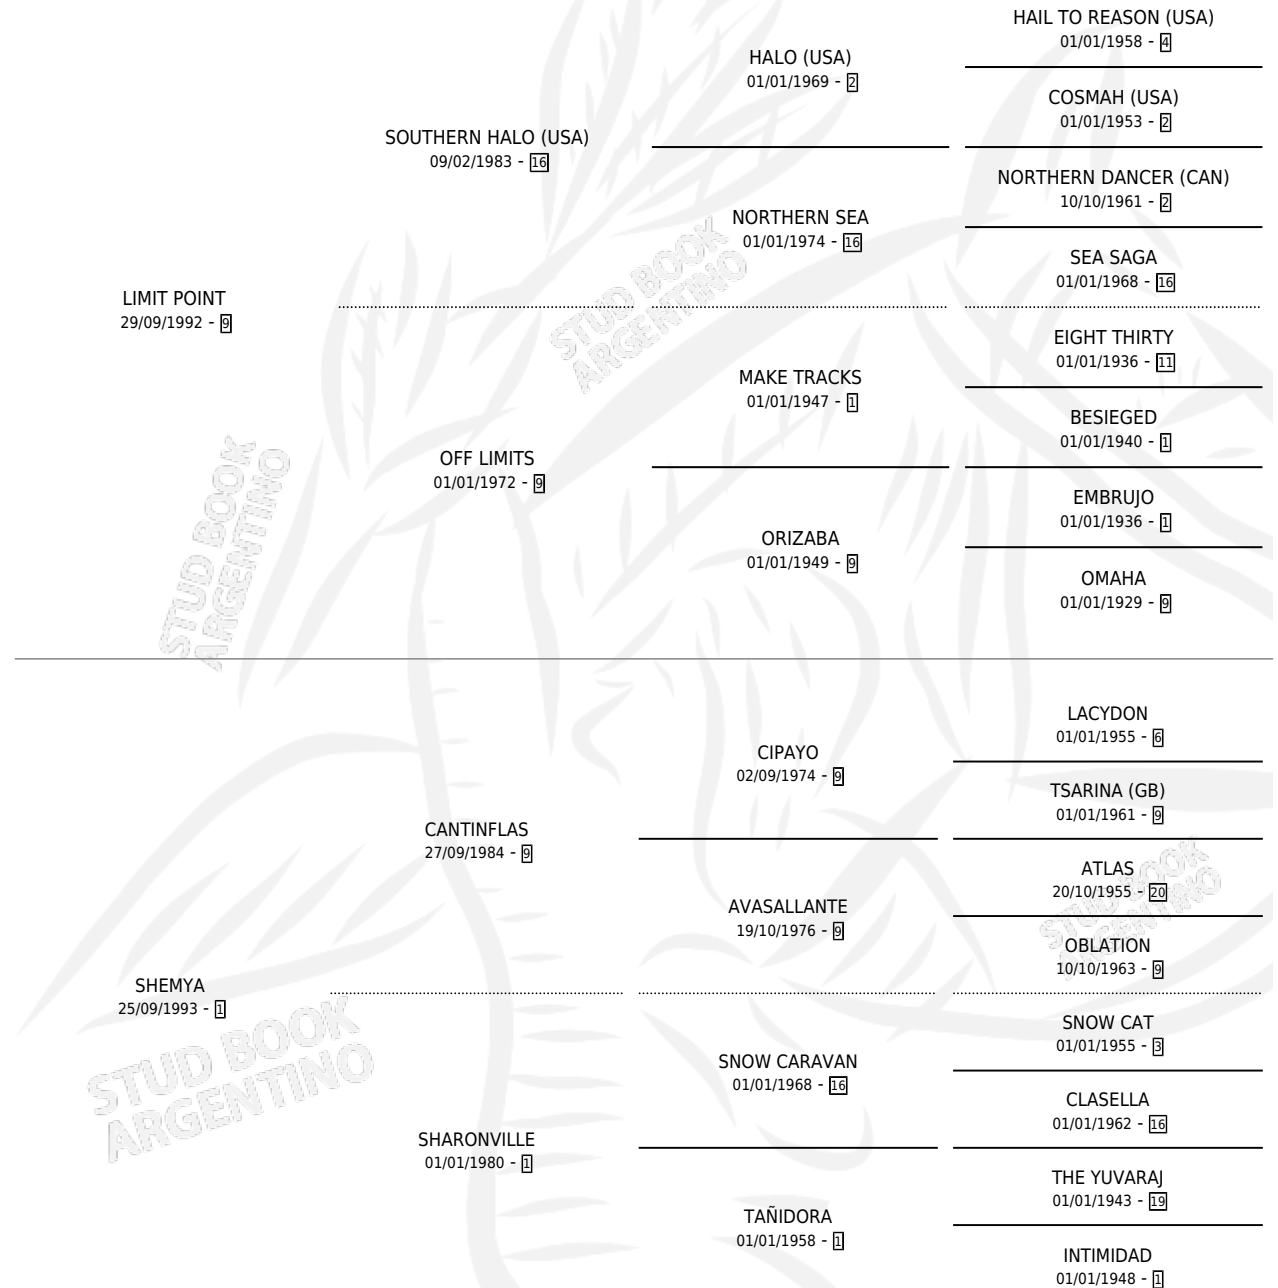 HAIL TO REASON (USA)
01/01/1958 - 4
HALO (USA)
01/01/1969 - 2
COSMAH (USA)
01/01/1953 - 2
SOUTHERN HALO (USA)
09/02/1983 - 16
NORTHERN DANCER (CAN)
10/10/1961 - 2
NORTHERN SEA
01/01/1974 - 16
SEA SAGA
01/01/1968 - 16
LIMIT POINT
29/09/1992 - 9
EIGHT THIRTY
01/01/1936 - 11
MAKE TRACKS
01/01/1947 - 1
BESIEGED
01/01/1940 - 1
OFF LIMITS
01/01/1972 - 9
EMBRUJO
01/01/1936 - 1
ORIZABA
01/01/1949 - 9
OMAHA
01/01/1929 - 9
LACYDON
01/01/1955 - 6
CIPAYO
02/09/1974 - 9
TSARINA (GB)
01/01/1961 - 9
CANTINFLAS
27/09/1984 - 9
ATLAS
20/10/1955 - 20
AVASALLANTE
19/10/1976 - 9
OBLATION
10/10/1963 - 9
SHEMYA
25/09/1993 - 1
SNOW CAT
01/01/1955 - 3
SNOW CARAVAN
01/01/1968 - 16
CLASELLA
01/01/1962 - 16
SHARONVILLE
01/01/1980 - 1
THE YUVARAJ
01/01/1943 - 19
TAÑIDORA
01/01/1958 - 1
INTIMIDAD
01/01/1948 - 1
STUD BOOK
ARGENTINO
STUD BOOK
ARGENTINO
STUD BOOK
ARGENTINO
STUD BOOK
ARGENTINO